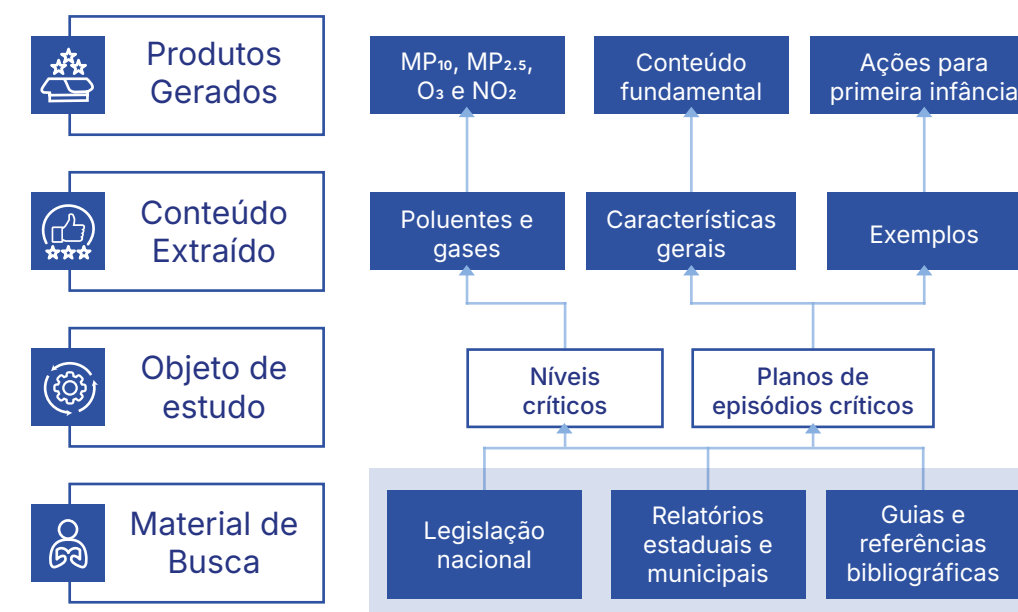 Produtos
Gerados
MP₁₀, MP₂.₅,
O₃ e NO₂
Conteúdo
fundamental
Ações para
primeira infância
Conteúdo
Extraído
Poluentes e
gases
Características
gerais
Exemplos
Objeto de
estudo
Níveis
críticos
Planos de
episódios críticos
Material de
Busca
Legislação
nacional
Relatórios
estaduais e
municipais
Guias e
referências
bibliográficas